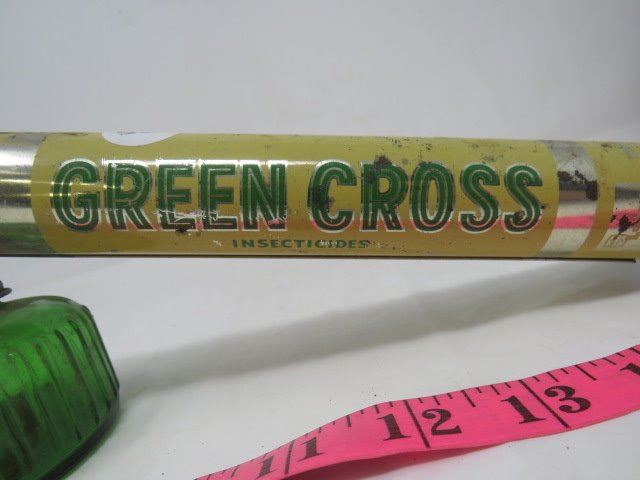 GREEN CROSS
INSECTICIDES
11 12 13